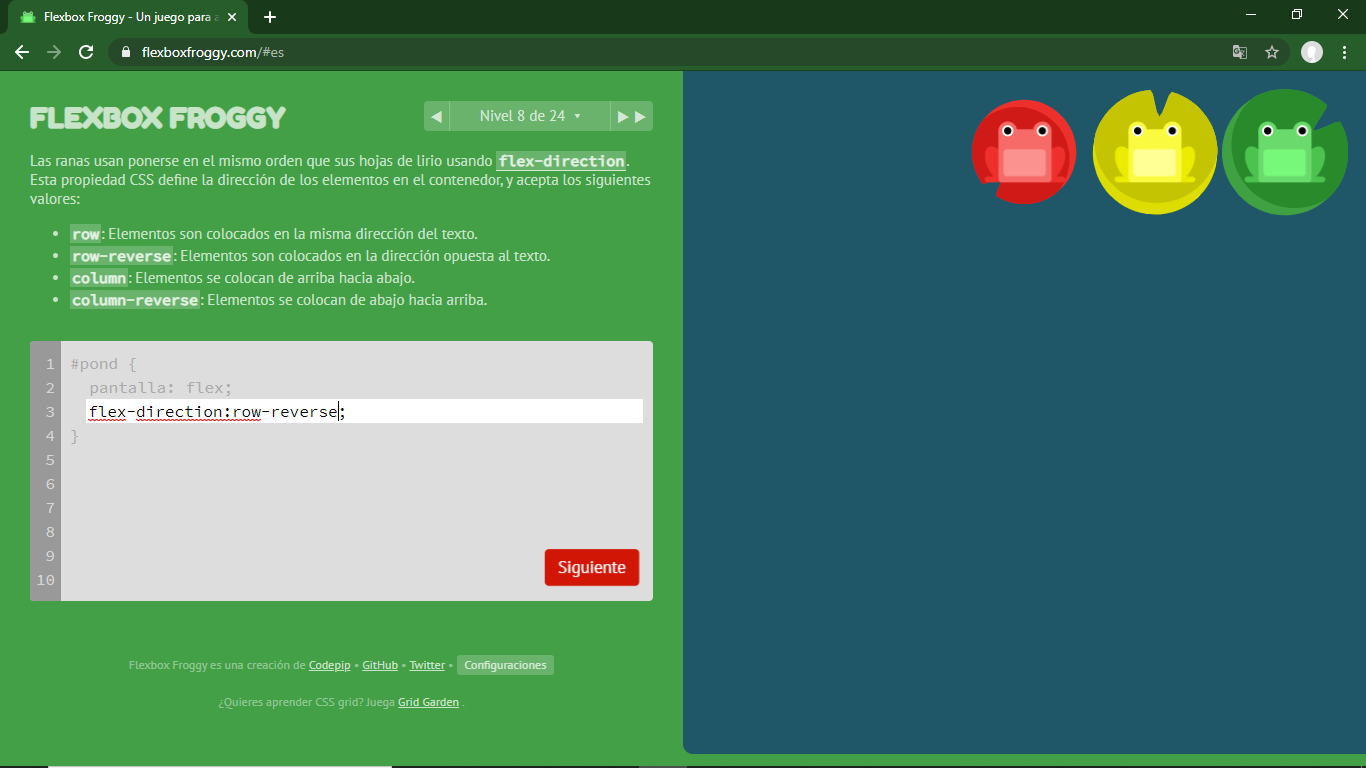 Flexbox Froggy - Un juego para a
flexboxfroggy.com/#es
FLEXBOX FROGGY
◀ Nivel 8 de 24 ▾ ▶ ▶
Las ranas usan ponerse en el mismo orden que sus hojas de lirio usando flex-direction.
Esta propiedad CSS define la dirección de los elementos en el contenedor, y acepta los siguientes
valores:
• row: Elementos son colocados en la misma dirección del texto.
• row-reverse: Elementos son colocados en la dirección opuesta al texto.
• column: Elementos se colocan de arriba hacia abajo.
• column-reverse: Elementos se colocan de abajo hacia arriba.
1 #pond {
2 pantalla: flex;
3 flex-direction:row-reverse;
4 }
5
6
7
8
9
10
Siguiente
Flexbox Froggy es una creación de Codepip • GitHub • Twitter • Configuraciones
¿Quieres aprender CSS grid? Juega Grid Garden .